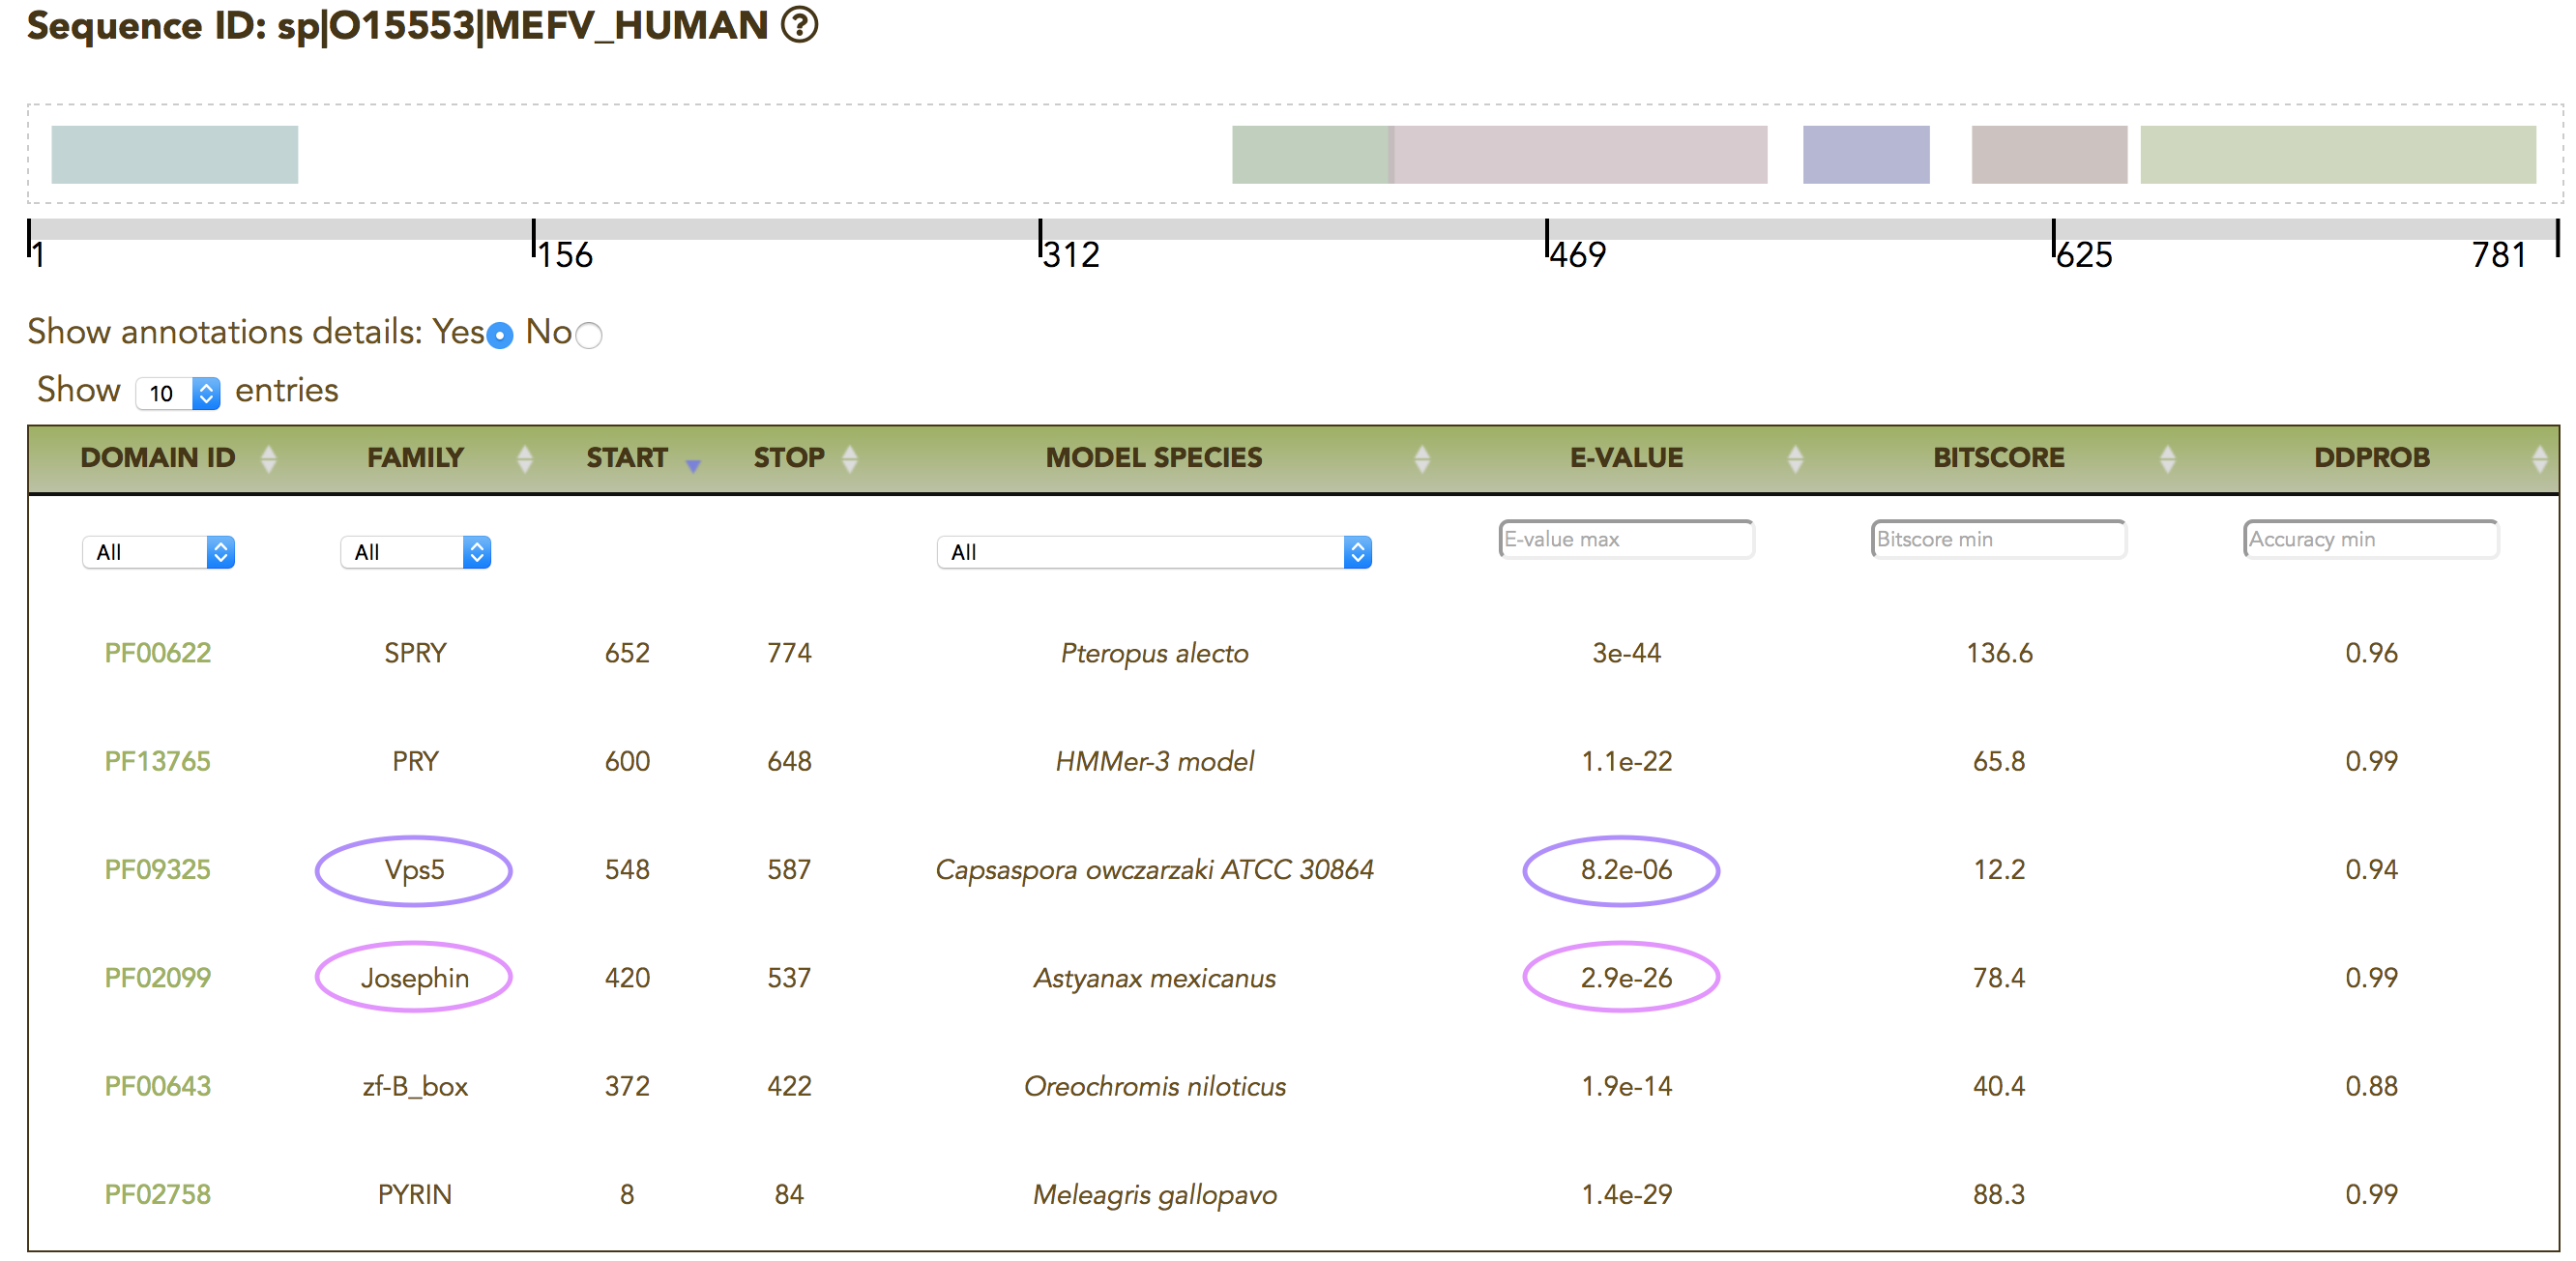 Sequence ID: sp|O15553|MEFV_HUMAN ?
1 156 312 469 625 781
Show annotations details: Yes No
Show 10 entries
DOMAIN ID FAMILY START STOP MODEL SPECIES E-VALUE BITSCORE DDPROB
All All All E-value max Bitscore min Accuracy min
PF00622 SPRY 652 774 Pteropus alecto 3e-44 136.6 0.96
PF13765 PRY 600 648 HMMer-3 model 1.1e-22 65.8 0.99
PF09325 Vps5 548 587 Capsaspora owczarzaki ATCC 30864 8.2e-06 12.2 0.94
PF02099 Josephin 420 537 Astyanax mexicanus 2.9e-26 78.4 0.99
PF00643 zf-B_box 372 422 Oreochromis niloticus 1.9e-14 40.4 0.88
PF02758 PYRIN 8 84 Meleagris gallopavo 1.4e-29 88.3 0.99